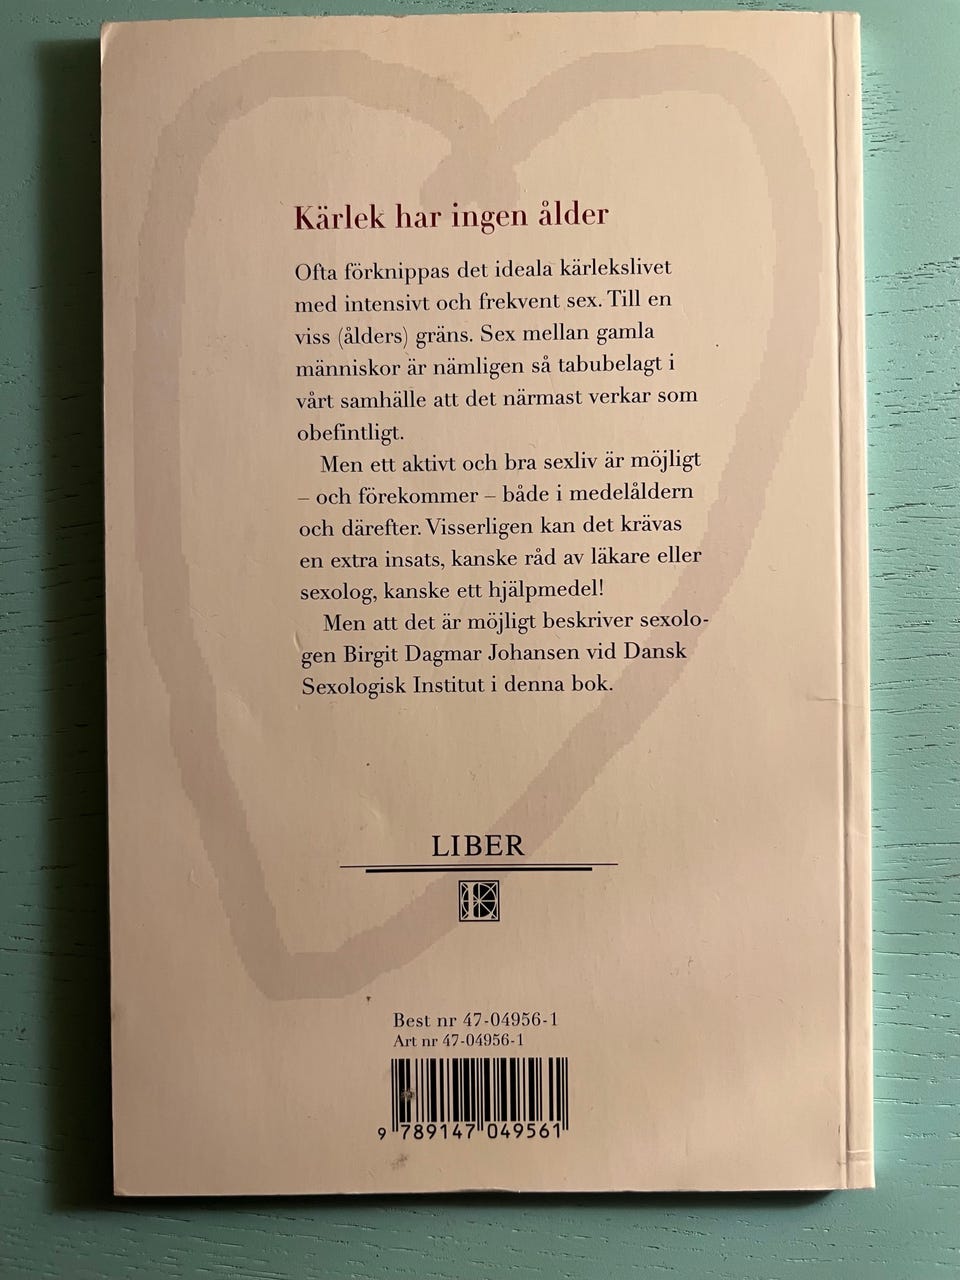 Kärlek har ingen ålder
Ofta förknippas det ideala kärlekslivet
med intensivt och frekvent sex. Till en
viss (ålders) gräns. Sex mellan gamla
människor är nämligen så tabubelagt i
vårt samhälle att det närmast verkar som
obefintligt.
Men ett aktivt och bra sexliv är möjligt
– och förekommer – både i medelåldern
och därefter. Visserligen kan det krävas
en extra insats, kanske råd av läkare eller
sexolog, kanske ett hjälpmedel!
Men att det är möjligt beskriver sexolo-
gen Birgit Dagmar Johansen vid Dansk
Sexologisk Institut i denna bok.
LIBER
Best nr 47-04956-1
Art nr 47-04956-1
9 789147 049561